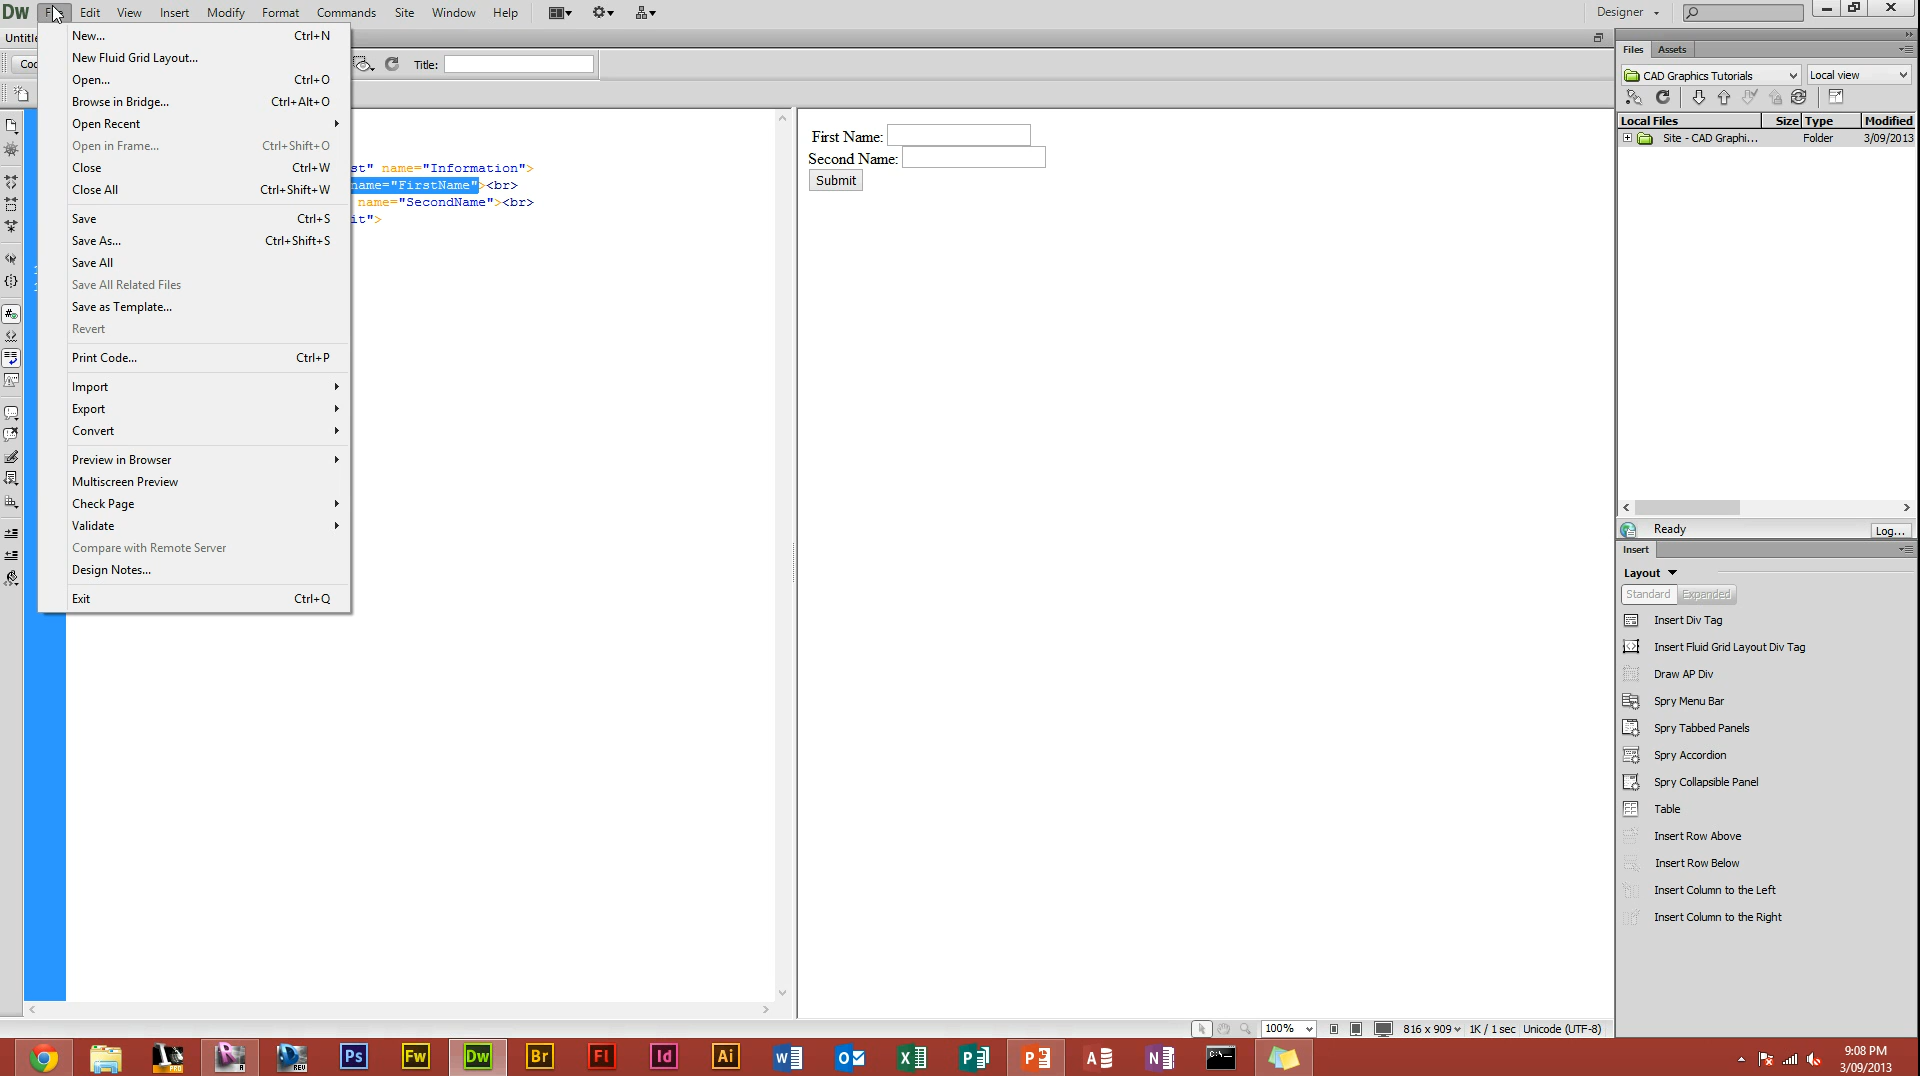 Dw Edit View Insert Modify Format Commands Site Window Help Designer
Title:
New... Ctrl+N
New Fluid Grid Layout...
Open... Ctrl+O
Browse in Bridge... Ctrl+Alt+O
Open Recent
Open in Frame... Ctrl+Shift+O
Close Ctrl+W
Close All Ctrl+Shift+W
Save Ctrl+S
Save As... Ctrl+Shift+S
Save All
Save All Related Files
Save as Template...
Revert
Print Code... Ctrl+P
Import
Export
Convert
Preview in Browser
Multiscreen Preview
Check Page
Validate
Compare with Remote Server
Design Notes...
Exit Ctrl+Q
st" name="Information">
name="FirstName"><br>
name="SecondName"><br>
it">
First Name:
Second Name:
Submit
Files Assets
CAD Graphics Tutorials Local view
Local Files Size Type Modified
Site - CAD Graphi... Folder 3/09/2013
Ready Log...
Insert
Layout
Standard Expanded
Insert Div Tag
Insert Fluid Grid Layout Div Tag
Draw AP Div
Spry Menu Bar
Spry Tabbed Panels
Spry Accordion
Spry Collapsible Panel
Table
Insert Row Above
Insert Row Below
Insert Column to the Left
Insert Column to the Right
100% 816 x 909 1K / 1 sec Unicode (UTF-8)
Ps Fw Dw Br Fl Id Ai
9:08 PM
3/09/2013